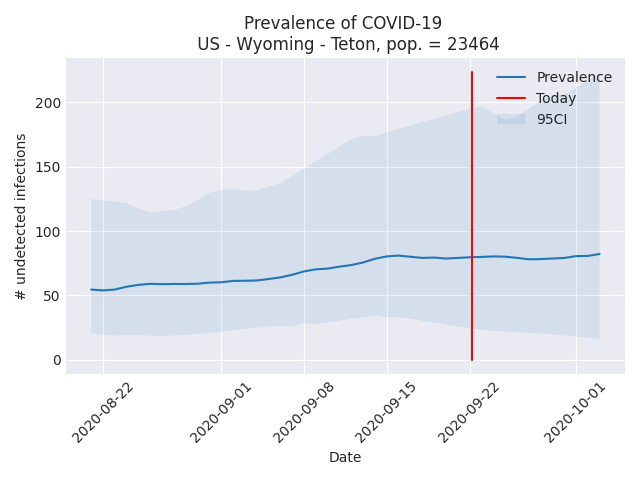 Prevalence of COVID-19
US - Wyoming - Teton, pop. = 23464
Prevalence
Today
95CI
200
150
100
50
0
# undetected infections
2020-08-22
2020-09-01
2020-09-08
2020-09-15
2020-09-22
2020-10-01
Date